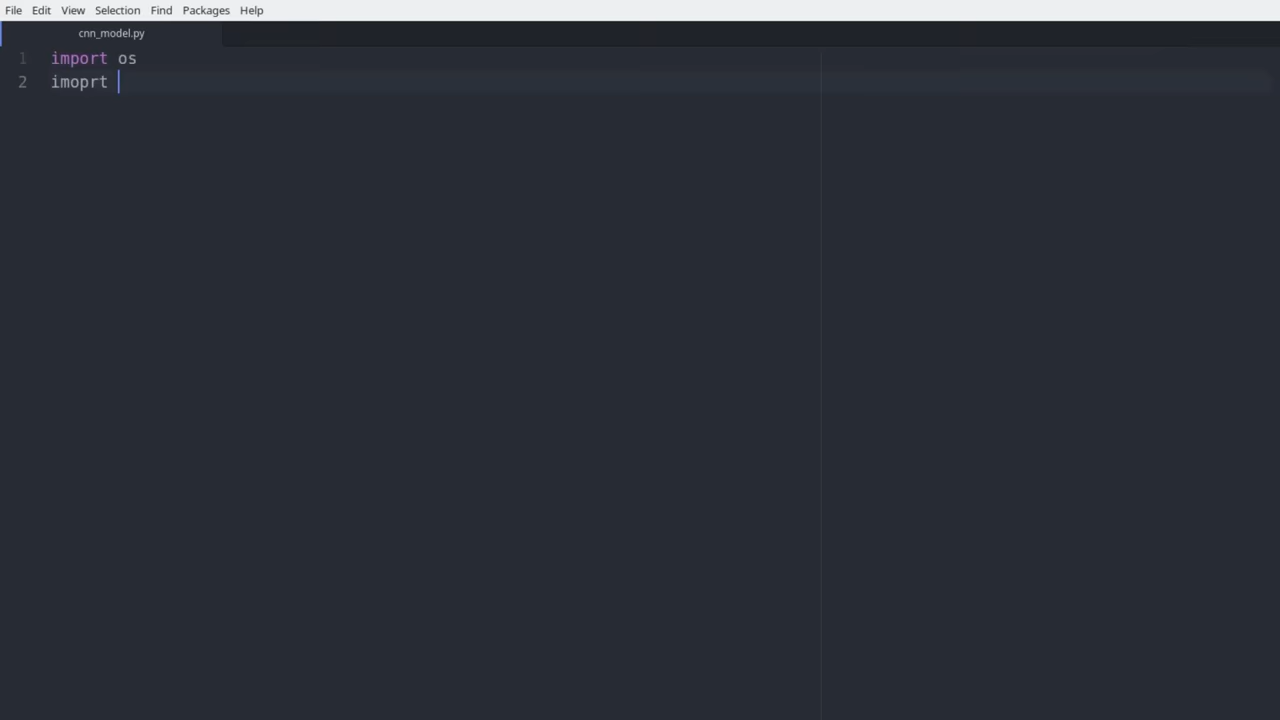 File Edit View Selection Find Packages Help
cnn_model.py
1 import os
2 imoprt